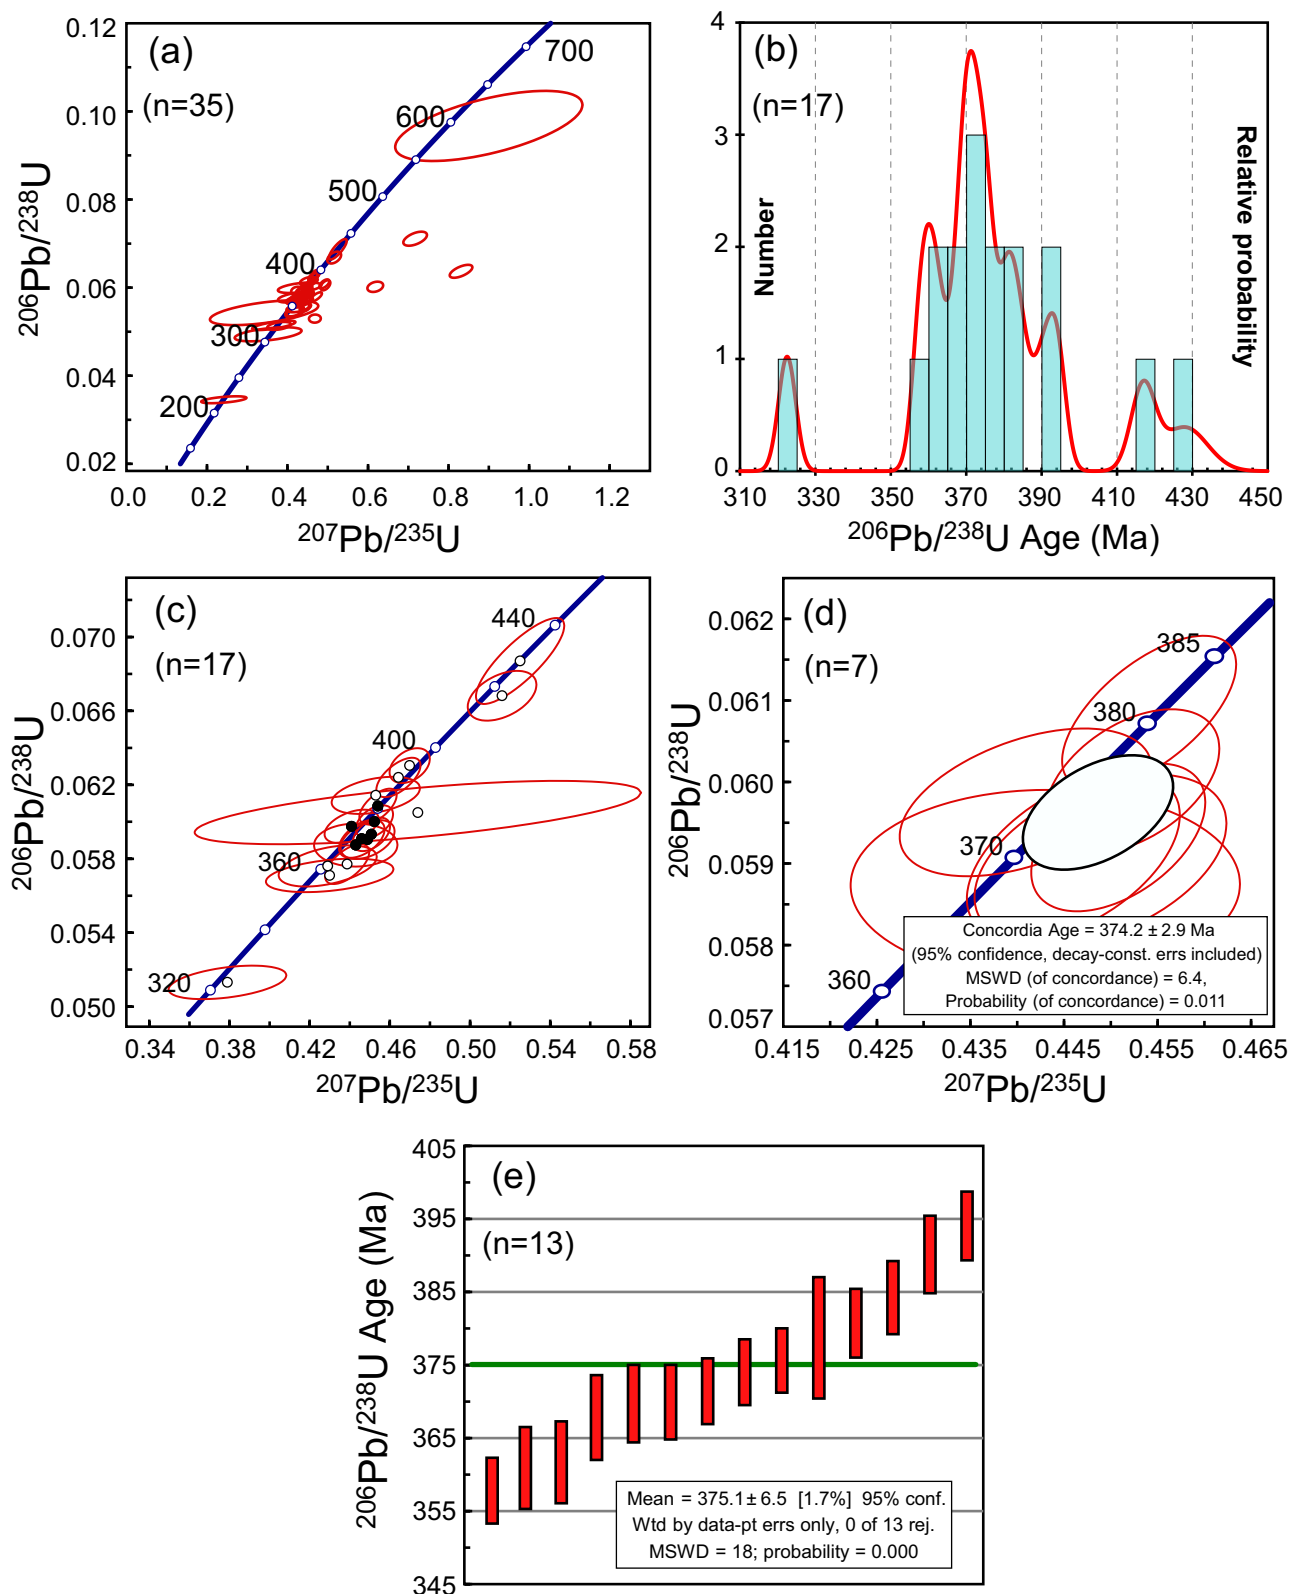 (a)
(n=35)
0.12
0.10
0.08
0.06
0.04
0.02
700
600
500
400
300
200
0.0 0.2 0.4 0.6 0.8 1.0 1.2
²⁰⁷Pb/²³⁵U
²⁰⁶Pb/²³⁸U
(b)
(n=17)
4
3
2
1
0
Number
Relative probability
310 330 350 370 390 410 430 450
²⁰⁶Pb/²³⁸U Age (Ma)
(c)
(n=17)
0.070
0.066
0.062
0.058
0.054
0.050
440
400
360
320
0.34 0.38 0.42 0.46 0.50 0.54 0.58
²⁰⁷Pb/²³⁵U
²⁰⁶Pb/²³⁸U
(d)
(n=7)
0.062
0.061
0.060
0.059
0.058
0.057
385
380
370
360
Concordia Age = 374.2 ± 2.9 Ma
(95% confidence, decay-const. errs included)
MSWD (of concordance) = 6.4,
Probability (of concordance) = 0.011
0.415 0.425 0.435 0.445 0.455 0.465
²⁰⁷Pb/²³⁵U
²⁰⁶Pb/²³⁸U
(e)
(n=13)
405
395
385
375
365
355
345
²⁰⁶Pb/²³⁸U Age (Ma)
Mean = 375.1 ± 6.5 [1.7%] 95% conf.
Wtd by data-pt errs only, 0 of 13 rej.
MSWD = 18; probability = 0.000